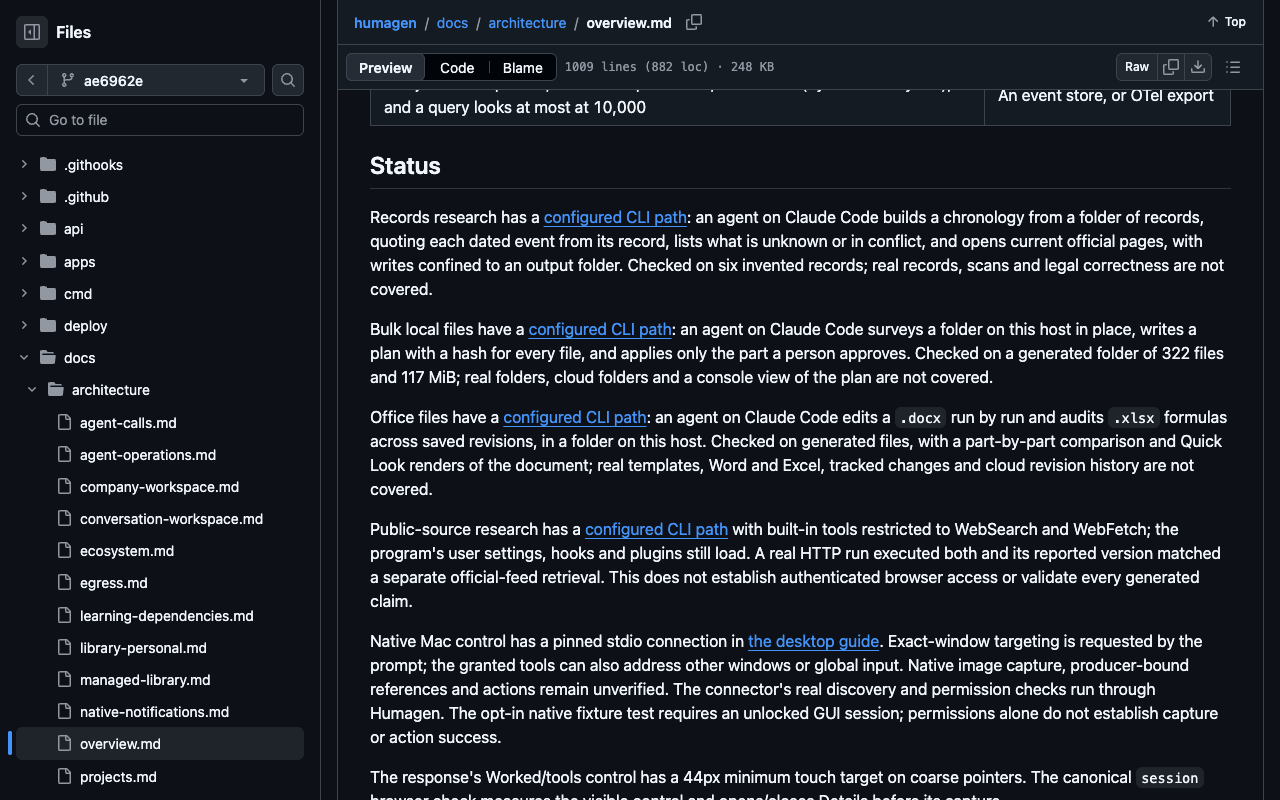 Files
humagen / docs / architecture / overview.md
Top
ae6962e
Preview
Code
Blame
1009 lines (882 loc) · 248 KB
Raw
Go to file
.githooks
.github
api
apps
cmd
deploy
docs
architecture
agent-calls.md
agent-operations.md
company-workspace.md
conversation-workspace.md
ecosystem.md
egress.md
learning-dependencies.md
library-personal.md
managed-library.md
native-notifications.md
overview.md
projects.md
and a query looks at most at 10,000
An event store, or OTel export
Status
Records research has a configured CLI path: an agent on Claude Code builds a chronology from a folder of records,
quoting each dated event from its record, lists what is unknown or in conflict, and opens current official pages, with
writes confined to an output folder. Checked on six invented records; real records, scans and legal correctness are not
covered.
Bulk local files have a configured CLI path: an agent on Claude Code surveys a folder on this host in place, writes a
plan with a hash for every file, and applies only the part a person approves. Checked on a generated folder of 322 files
and 117 MiB; real folders, cloud folders and a console view of the plan are not covered.
Office files have a configured CLI path: an agent on Claude Code edits a .docx run by run and audits .xlsx formulas
across saved revisions, in a folder on this host. Checked on generated files, with a part-by-part comparison and Quick
Look renders of the document; real templates, Word and Excel, tracked changes and cloud revision history are not
covered.
Public-source research has a configured CLI path with built-in tools restricted to WebSearch and WebFetch; the
program's user settings, hooks and plugins still load. A real HTTP run executed both and its reported version matched
a separate official-feed retrieval. This does not establish authenticated browser access or validate every generated
claim.
Native Mac control has a pinned stdio connection in the desktop guide. Exact-window targeting is requested by the
prompt; the granted tools can also address other windows or global input. Native image capture, producer-bound
references and actions remain unverified. The connector's real discovery and permission checks run through
Humagen. The opt-in native fixture test requires an unlocked GUI session; permissions alone do not establish capture
or action success.
The response's Worked/tools control has a 44px minimum touch target on coarse pointers. The canonical session